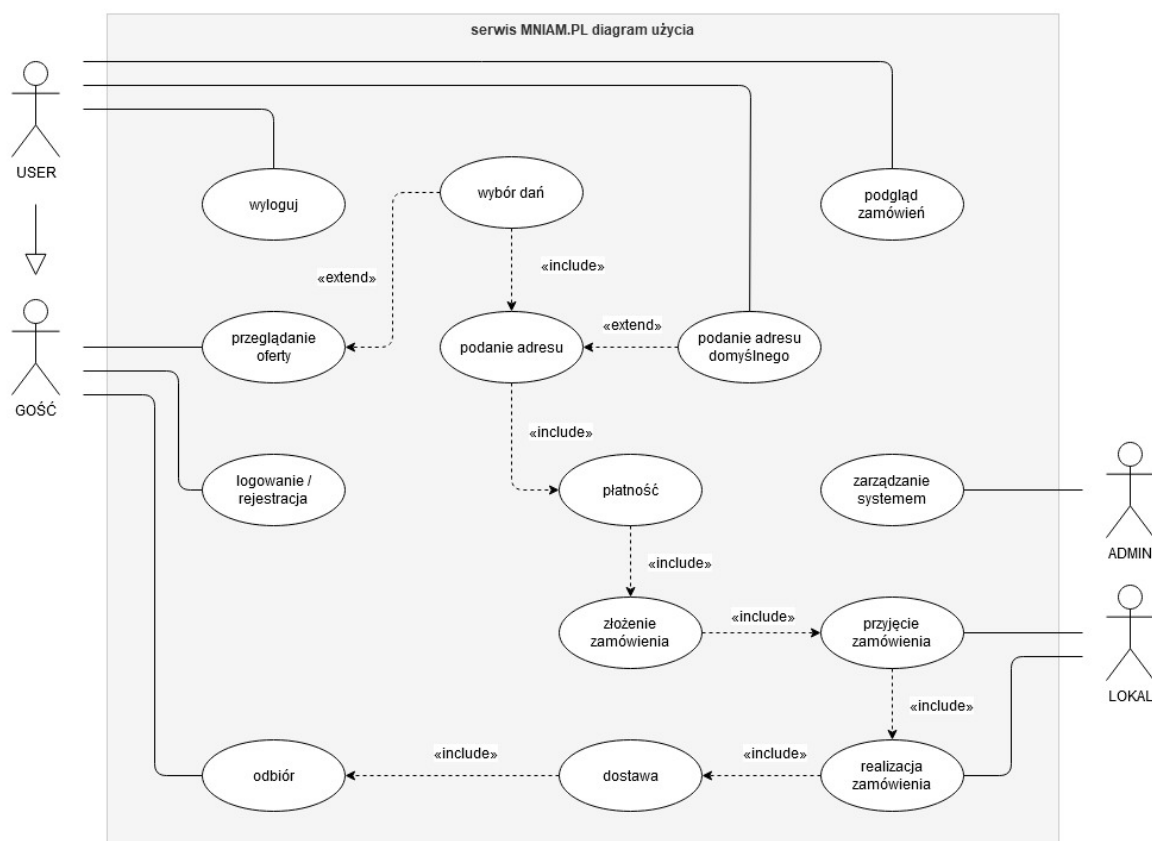 serwis MNIAM.PL diagram użycia
USER
wyloguj
wybór dań
podgląd
zamówień
«extend»
«include»
GOŚĆ
przeglądanie
oferty
podanie adresu
«extend»
podanie adresu
domyślnego
«include»
logowanie /
rejestracja
płatność
zarządzanie
systemem
ADMIN
«include»
złożenie
zamówienia
«include»
przyjęcie
zamówienia
LOKAL
«include»
odbiór
«include»
dostawa
«include»
realizacja
zamówienia